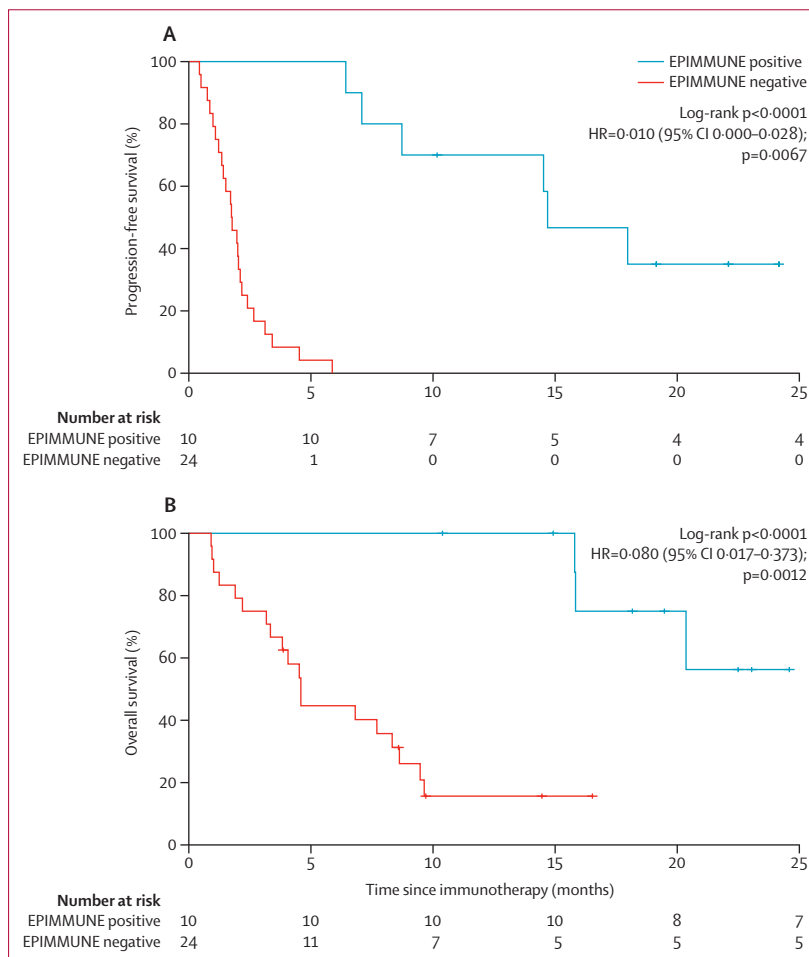 A
EPIMMUNE positive
EPIMMUNE negative
Log-rank p<0·0001
HR=0·010 (95% CI 0·000–0·028);
p=0·0067
Progression-free survival (%)
100
80
60
40
20
0
0 5 10 15 20 25
Number at risk
EPIMMUNE positive 10 10 7 5 4 4
EPIMMUNE negative 24 1 0 0 0 0
B
Log-rank p<0·0001
HR=0·080 (95% CI 0·017–0·373);
p=0·0012
Overall survival (%)
100
80
60
40
20
0
0 5 10 15 20 25
Time since immunotherapy (months)
Number at risk
EPIMMUNE positive 10 10 10 10 8 7
EPIMMUNE negative 24 11 7 5 5 5